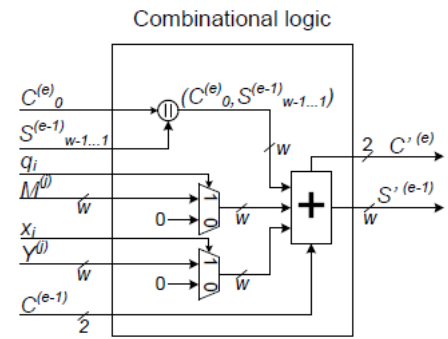 Combinational logic
C^(e)_0
(C^(e)_0, S^(e-1)_w-1...1)
||
S^(e-1)_w-1...1
w
2
C'^(e)
q_i
M^(j)
w
1
0
0
w
+
S'^(e-1)
w
x_i
Y^(j)
w
1
0
0
w
C^(e-1)
2